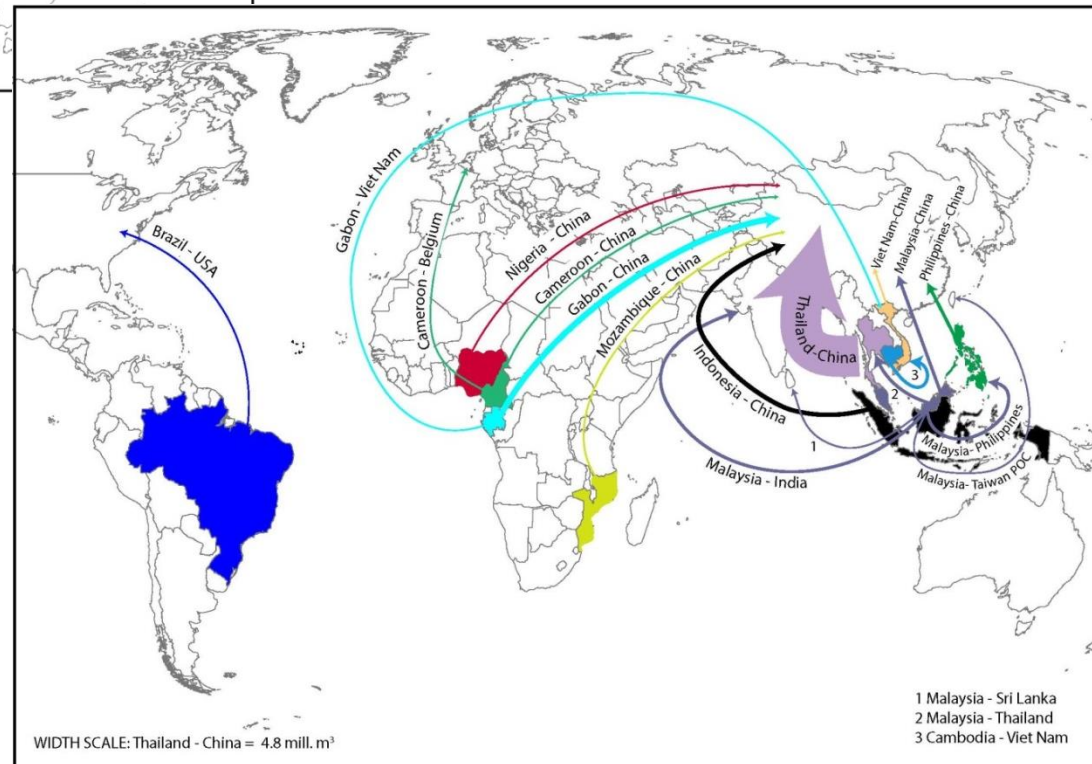 Gabon - Viet Nam
Brazil - USA
Cameroon - Belgium
Nigeria - China
Cameroon - China
Gabon - China
Mozambique - China
Indonesia - China
Thailand-China
Viet Nam-China
Malaysia-China
Philippines -China
3
2
1
Malaysia- Philippines
Malaysia- Taiwan POC
Malaysia - India
1 Malaysia - Sri Lanka
2 Malaysia - Thailand
3 Cambodia - Viet Nam
WIDTH SCALE: Thailand - China = 4.8 mill. m³